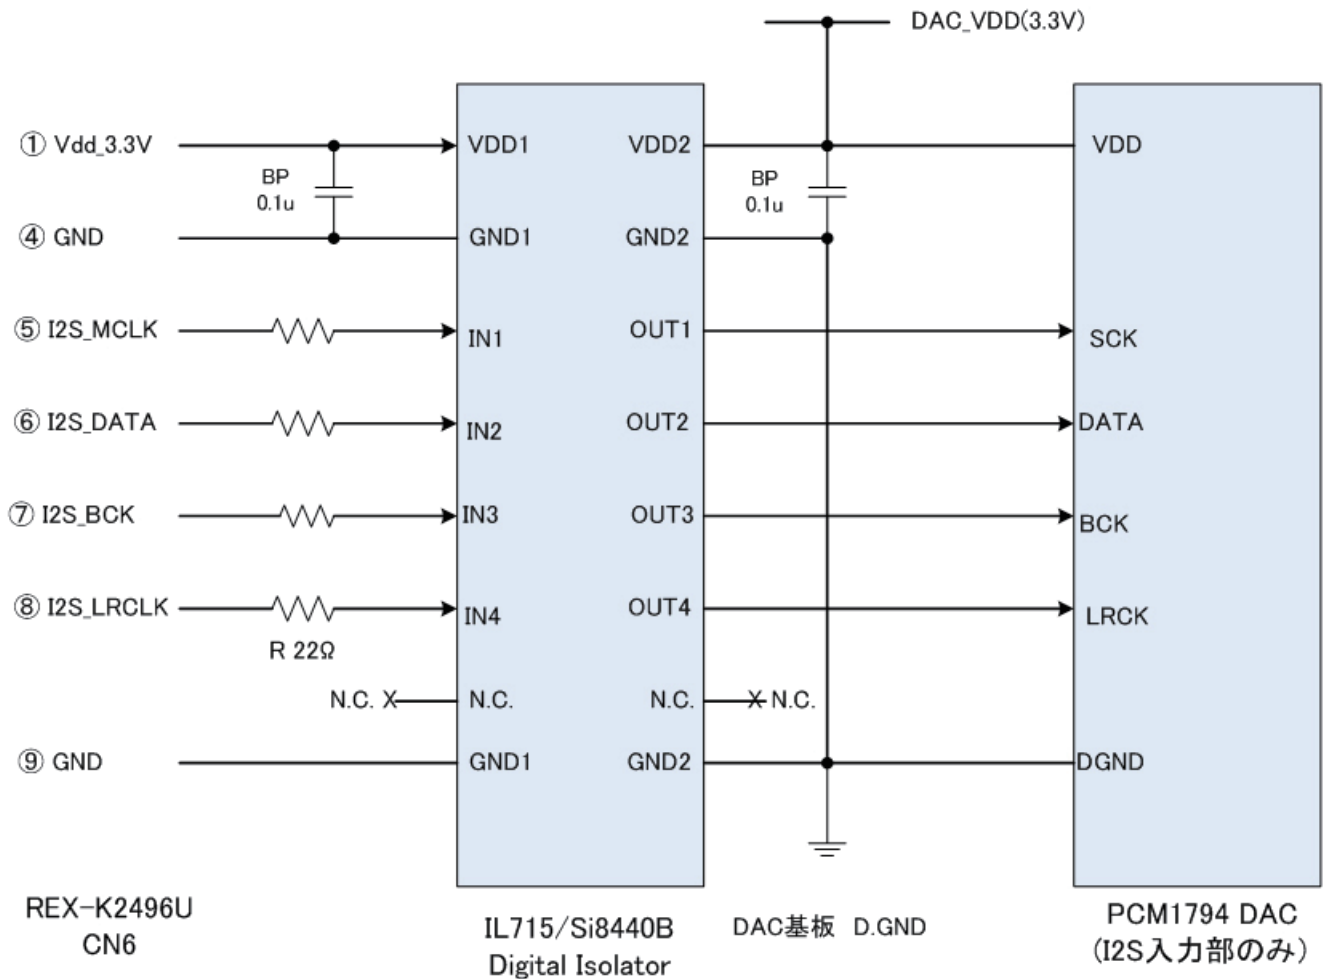 DAC_VDD(3.3V)
① Vdd_3.3V
VDD1
VDD2
VDD
BP
0.1u
BP
0.1u
④ GND
GND1
GND2
⑤ I2S_MCLK
IN1
OUT1
SCK
⑥ I2S_DATA
IN2
OUT2
DATA
⑦ I2S_BCK
IN3
OUT3
BCK
⑧ I2S_LRCLK
IN4
OUT4
LRCK
R 22Ω
N.C. X
N.C.
N.C.
X N.C.
⑨ GND
GND1
GND2
DGND
REX-K2496U
CN6
IL715/Si8440B
Digital Isolator
DAC基板 D.GND
PCM1794 DAC
(I2S入力部のみ)